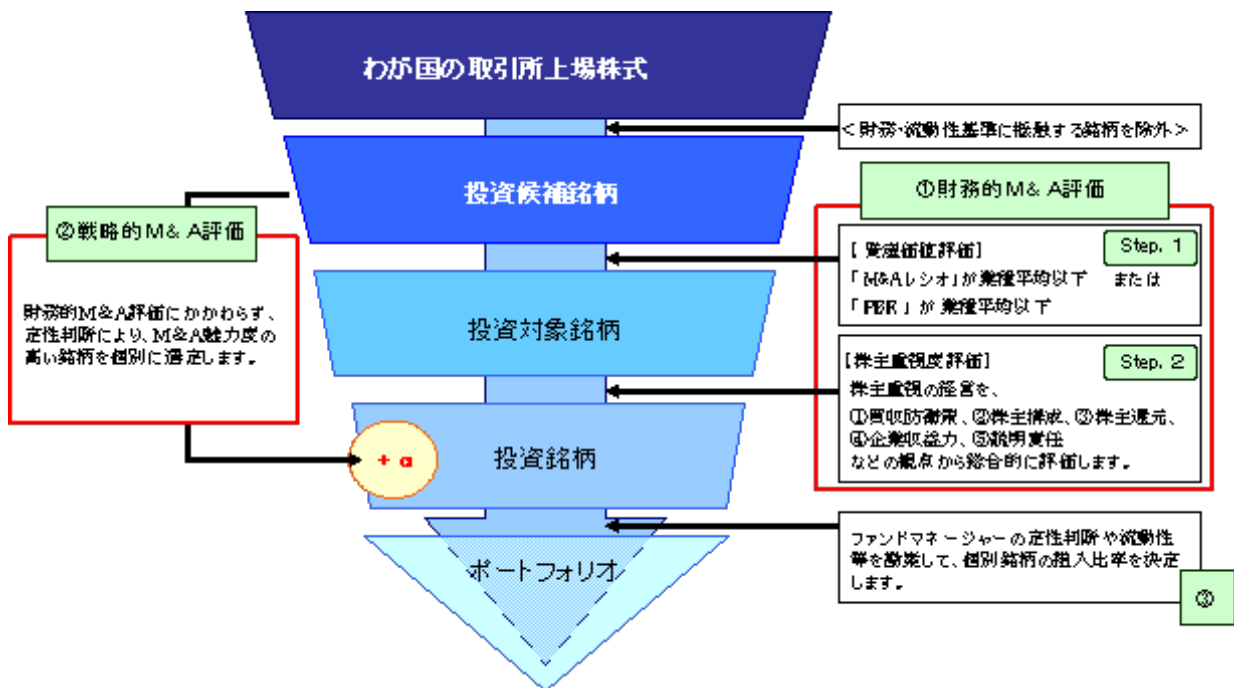 わが国の取引所上場株式
＜財務・流動性基準に抵触する銘柄を除外＞
投資候補銘柄
①財務的M& A評価
②戦略的M& A評価
財務的M&A評価にかかわらず、
定性判断により、M&A魅力度の
高い銘柄を個別に選定します。
【 資産価値評価】
Step. 1
「M&Aレシオ」が業種平均以下 または
「PBR 」が 業種平均以下
投資対象銘柄
【株主重視度評価】
Step. 2
株主重視の経営を、
①買収防衛策、②株主構成、③株主還元、
④企業収益力、⑤説明責任
などの観点から総合的に評価します。
+ α
投資銘柄
ファンドマネージャーの定性判断や流動性
等を勘案して、個別銘柄の組入比率を決定
します。
③
ポートフォリオ